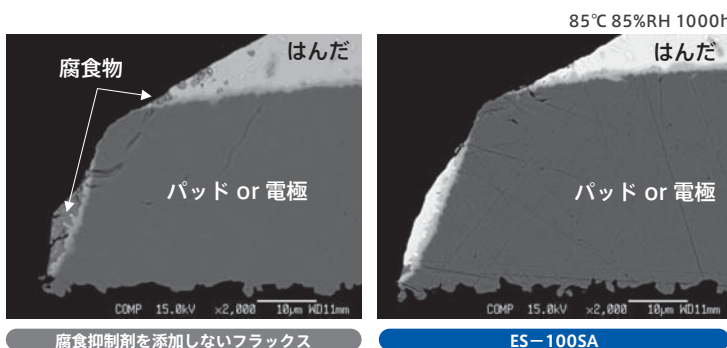 85℃ 85%RH 1000h
腐食物
はんだ
パッド or 電極
COMP 15.0kV ×2,000 10μm WD11mm
腐食抑制剤を添加しないフラックス
はんだ
パッド or 電極
COMP 15.0kV ×2,000 10μm WD11mm
ES－100SA